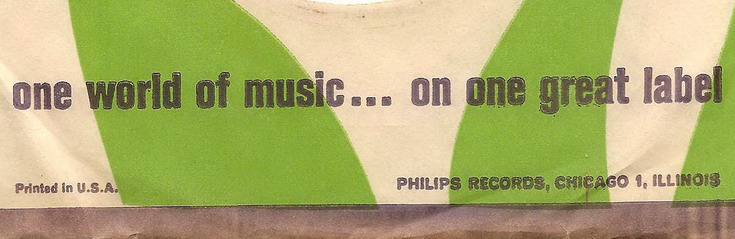 one world of music... on one great label
Printed in U.S.A. PHILIPS RECORDS, CHICAGO 1, ILLINOIS